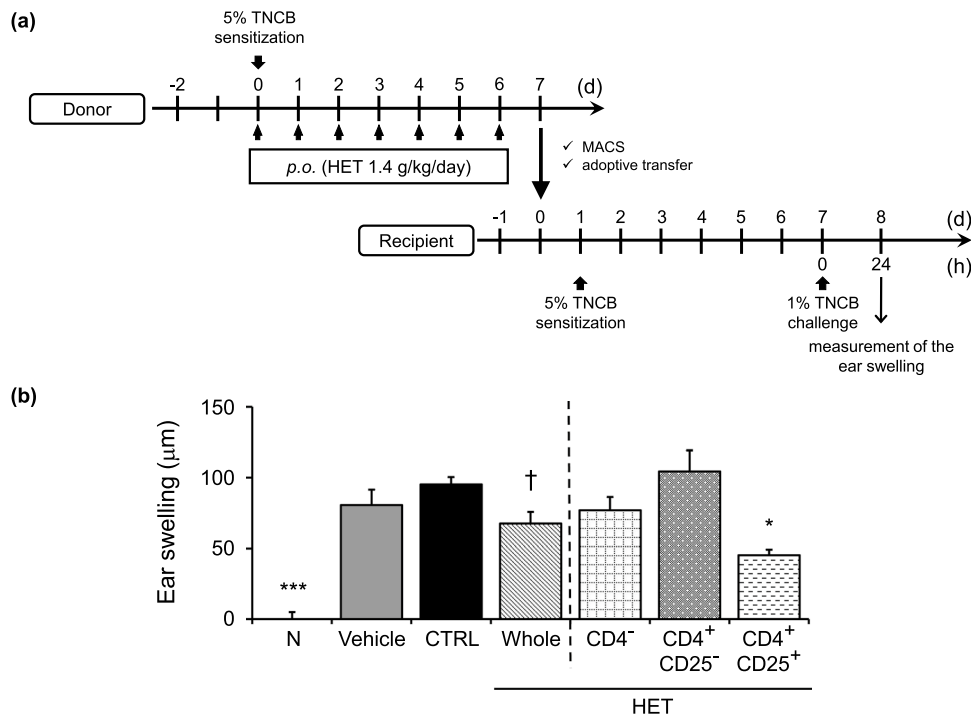 (a)
5% TNCB
sensitization
-2 0 1 2 3 4 5 6 7 (d)
Donor
p.o. (HET 1.4 g/kg/day)
✓ MACS
✓ adoptive transfer
-1 0 1 2 3 4 5 6 7 8 (d)
Recipient
0 24 (h)
5% TNCB
sensitization
1% TNCB
challenge
measurement of the
ear swelling
(b)
Ear swelling (μm)
150
100
50
0
***
†
*
N Vehicle CTRL Whole CD4⁻ CD4⁺ CD4⁺
CD25⁻ CD25⁺
HET